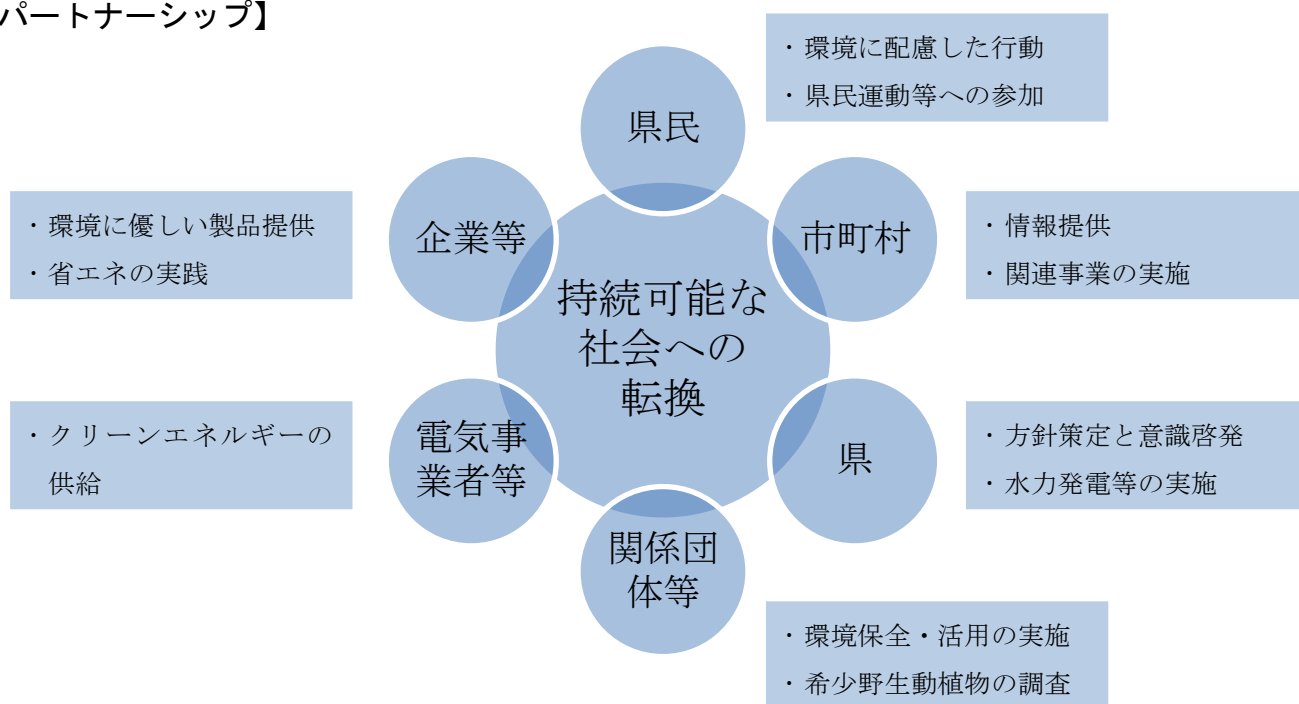 パートナーシップ】
・環境に配慮した行動
・県民運動等への参加
県民
企業等
市町村
・環境に優しい製品提供
・省エネの実践
・情報提供
・関連事業の実施
持続可能な
社会への
転換
・クリーンエネルギーの
供給
電気事
業者等
県
・方針策定と意識啓発
・水力発電等の実施
関係団
体等
・環境保全・活用の実施
・希少野生動植物の調査